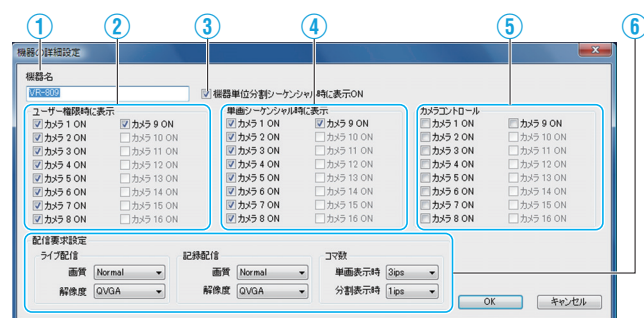 ① ② ③ ④ ⑤ ⑥
機器の詳細設定
機器名
VR-809
機器単位分割シーケンシャル時に表示ON
ユーザー権限時に表示
カメラ 1 ON カメラ 9 ON
カメラ 2 ON カメラ 10 ON
カメラ 3 ON カメラ 11 ON
カメラ 4 ON カメラ 12 ON
カメラ 5 ON カメラ 13 ON
カメラ 6 ON カメラ 14 ON
カメラ 7 ON カメラ 15 ON
カメラ 8 ON カメラ 16 ON
単画シーケンシャル時に表示
カメラ 1 ON カメラ 9 ON
カメラ 2 ON カメラ 10 ON
カメラ 3 ON カメラ 11 ON
カメラ 4 ON カメラ 12 ON
カメラ 5 ON カメラ 13 ON
カメラ 6 ON カメラ 14 ON
カメラ 7 ON カメラ 15 ON
カメラ 8 ON カメラ 16 ON
カメラコントロール
カメラ 1 ON カメラ 9 ON
カメラ 2 ON カメラ 10 ON
カメラ 3 ON カメラ 11 ON
カメラ 4 ON カメラ 12 ON
カメラ 5 ON カメラ 13 ON
カメラ 6 ON カメラ 14 ON
カメラ 7 ON カメラ 15 ON
カメラ 8 ON カメラ 16 ON
配信要求設定
ライブ配信
画質 Normal
解像度 QVGA
記録配信
画質 Normal
解像度 QVGA
コマ数
単画表示時 3ips
分割表示時 1ips
OK キャンセル